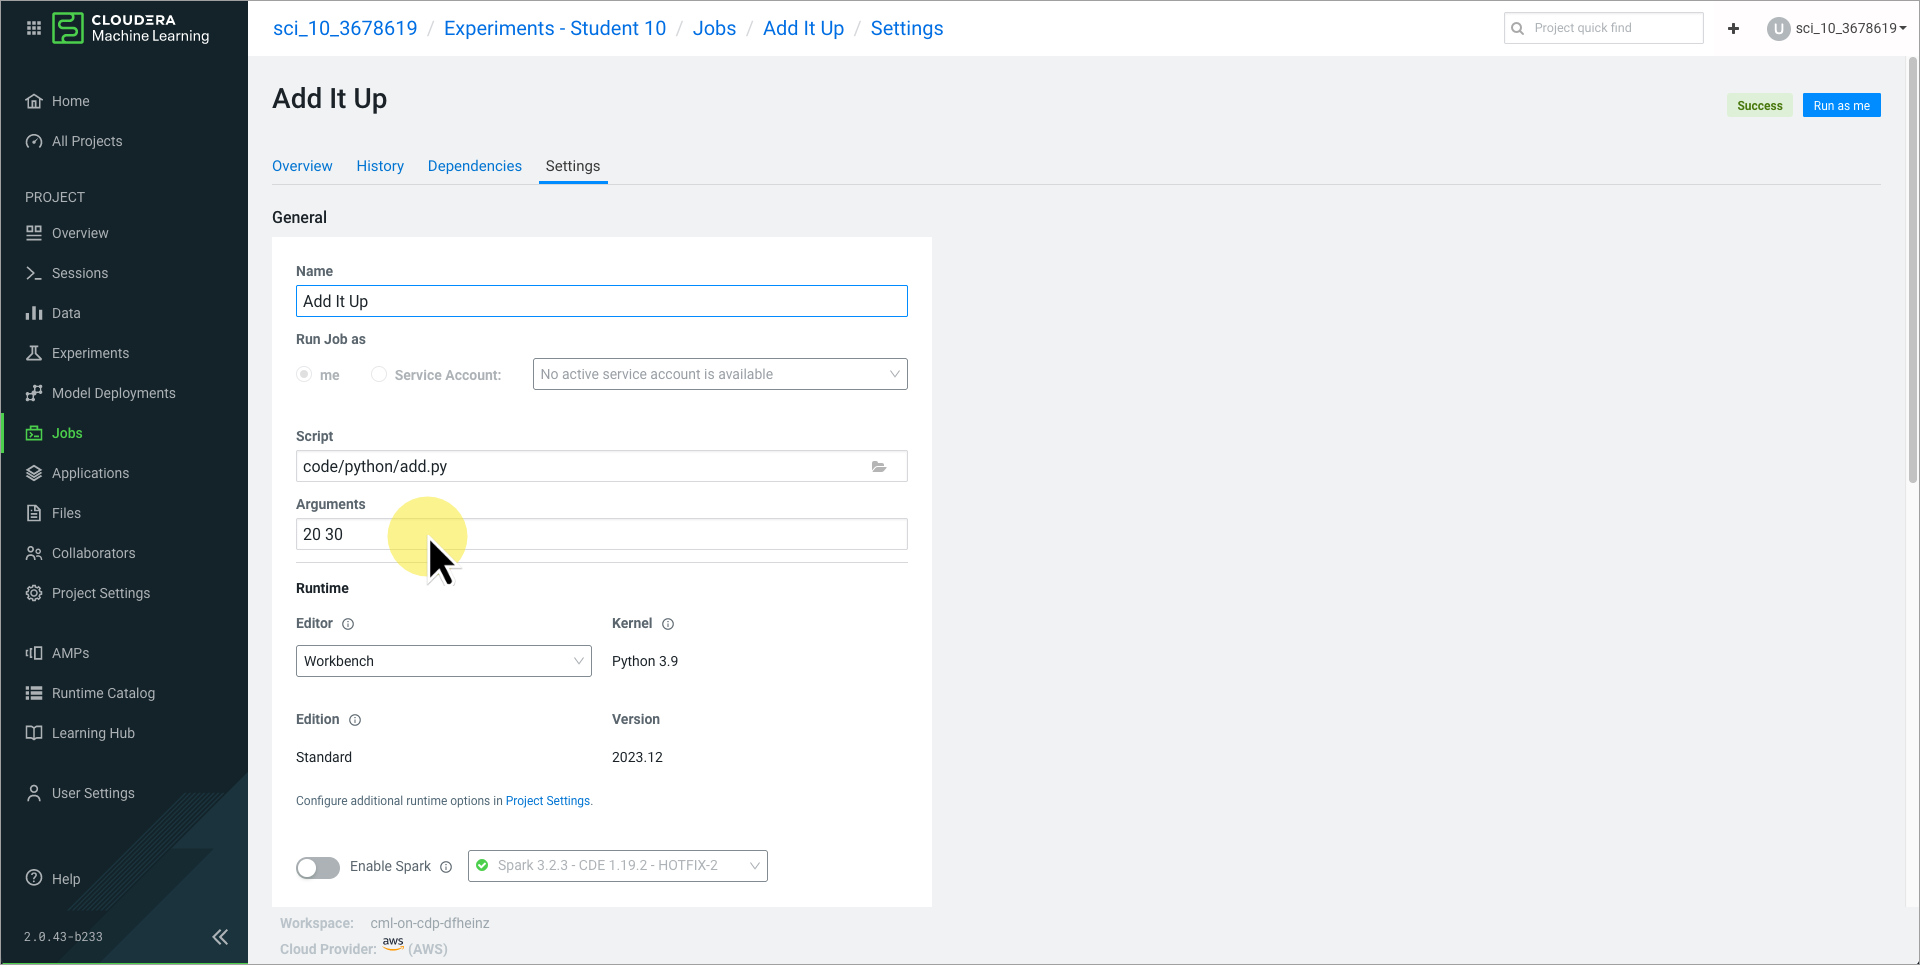 CLOUDERA
Machine Learning
sci_10_3678619 / Experiments - Student 10 / Jobs / Add It Up / Settings
Project quick find
+
U sci_10_3678619
Home
All Projects
PROJECT
Overview
Sessions
Data
Experiments
Model Deployments
Jobs
Applications
Files
Collaborators
Project Settings
AMPs
Runtime Catalog
Learning Hub
User Settings
Help
2.0.43-b233
Add It Up
Success
Run as me
Overview History Dependencies Settings
General
Name
Add It Up
Run Job as
me Service Account: No active service account is available
Script
code/python/add.py
Arguments
20 30
Runtime
Editor Kernel
Workbench Python 3.9
Edition Version
Standard 2023.12
Configure additional runtime options in Project Settings.
Enable Spark Spark 3.2.3 - CDE 1.19.2 - HOTFIX-2
Workspace: cml-on-cdp-dfheinz
Cloud Provider: aws (AWS)